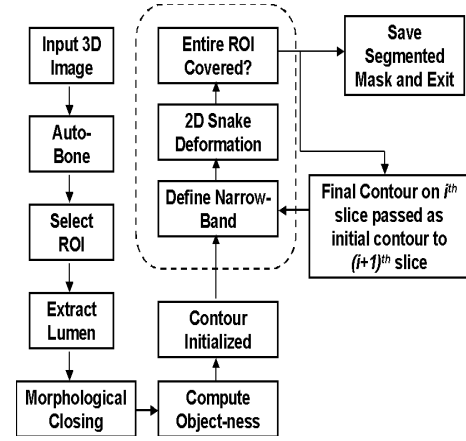 Input 3D
Image
Auto-
Bone
Select
ROI
Extract
Lumen
Morphological
Closing
Compute
Object-ness
Contour
Initialized
Define Narrow-
Band
2D Snake
Deformation
Entire ROI
Covered?
Save
Segmented
Mask and Exit
Final Contour on ith
slice passed as
initial contour to
(i+1)th slice